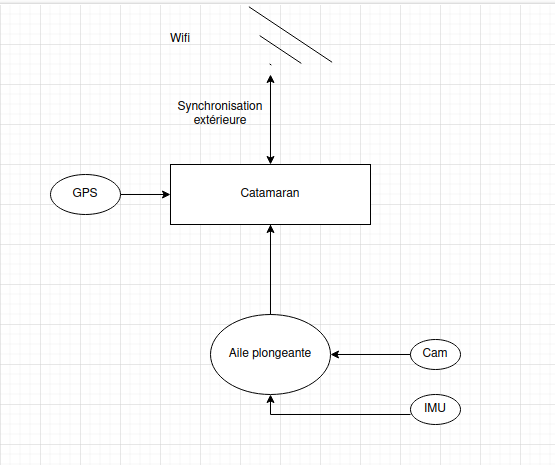 Wifi
Synchronisation
extérieure
GPS
Catamaran
Aile plongeante
Cam
IMU